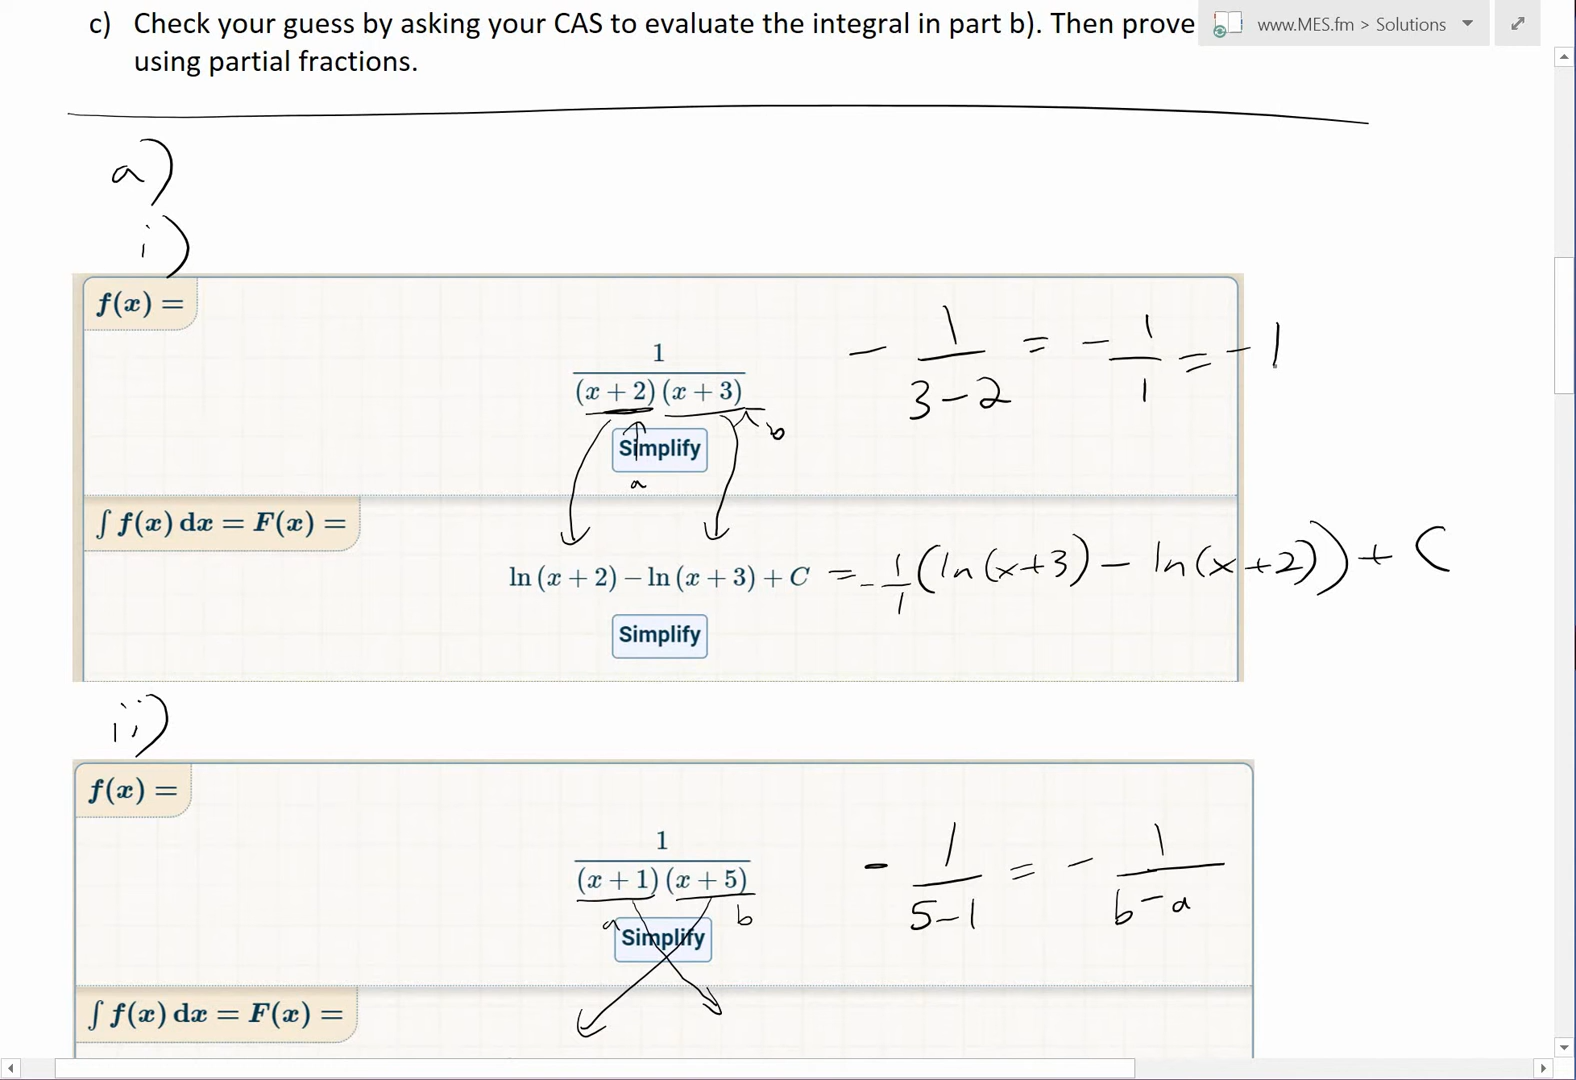 c) Check your guess by asking your CAS to evaluate the integral in part b). Then prove
using partial fractions.
www.MES.fm > Solutions
a)
i)
f(x) =
1
(x + 2) (x + 3)
- 1/(3-2) = - 1/1 = -1
b
Simplify
a
∫ f(x) dx = F(x) =
ln (x + 2) − ln (x + 3) + C = - 1/1 (ln(x+3) - ln(x+2)) + C
Simplify
ii)
f(x) =
1
(x + 1) (x + 5)
- 1/(5-1) = - 1/(b-a)
a b
Simplify
∫ f(x) dx = F(x) =